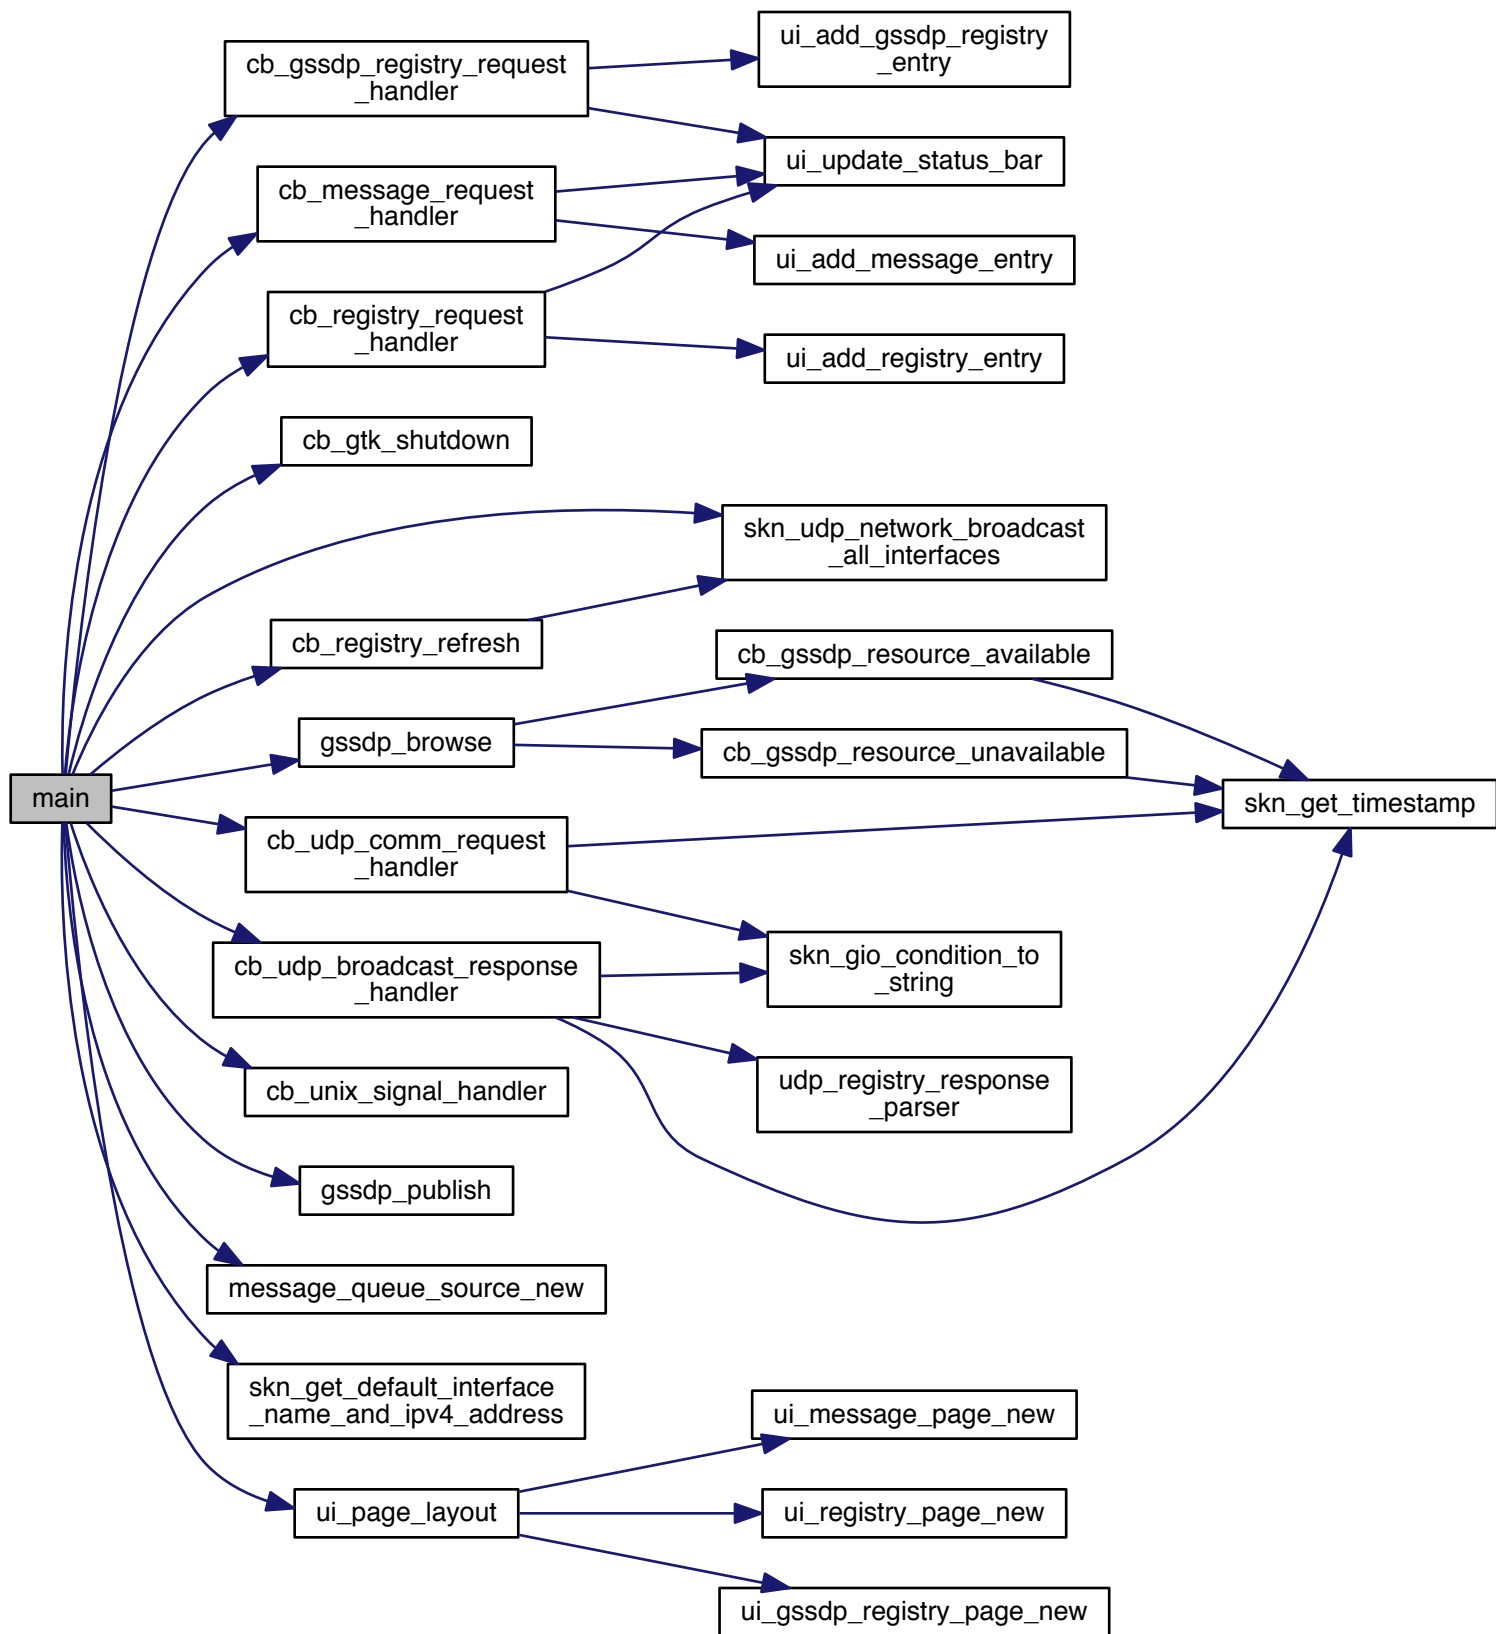 main
cb_gssdp_registry_request
_handler
cb_message_request
_handler
cb_registry_request
_handler
cb_gtk_shutdown
cb_registry_refresh
gssdp_browse
cb_udp_comm_request
_handler
cb_udp_broadcast_response
_handler
cb_unix_signal_handler
gssdp_publish
message_queue_source_new
skn_get_default_interface
_name_and_ipv4_address
ui_page_layout
ui_add_gssdp_registry
_entry
ui_update_status_bar
ui_add_message_entry
ui_add_registry_entry
skn_udp_network_broadcast
_all_interfaces
cb_gssdp_resource_available
cb_gssdp_resource_unavailable
skn_gio_condition_to
_string
udp_registry_response
_parser
ui_message_page_new
ui_registry_page_new
ui_gssdp_registry_page_new
skn_get_timestamp